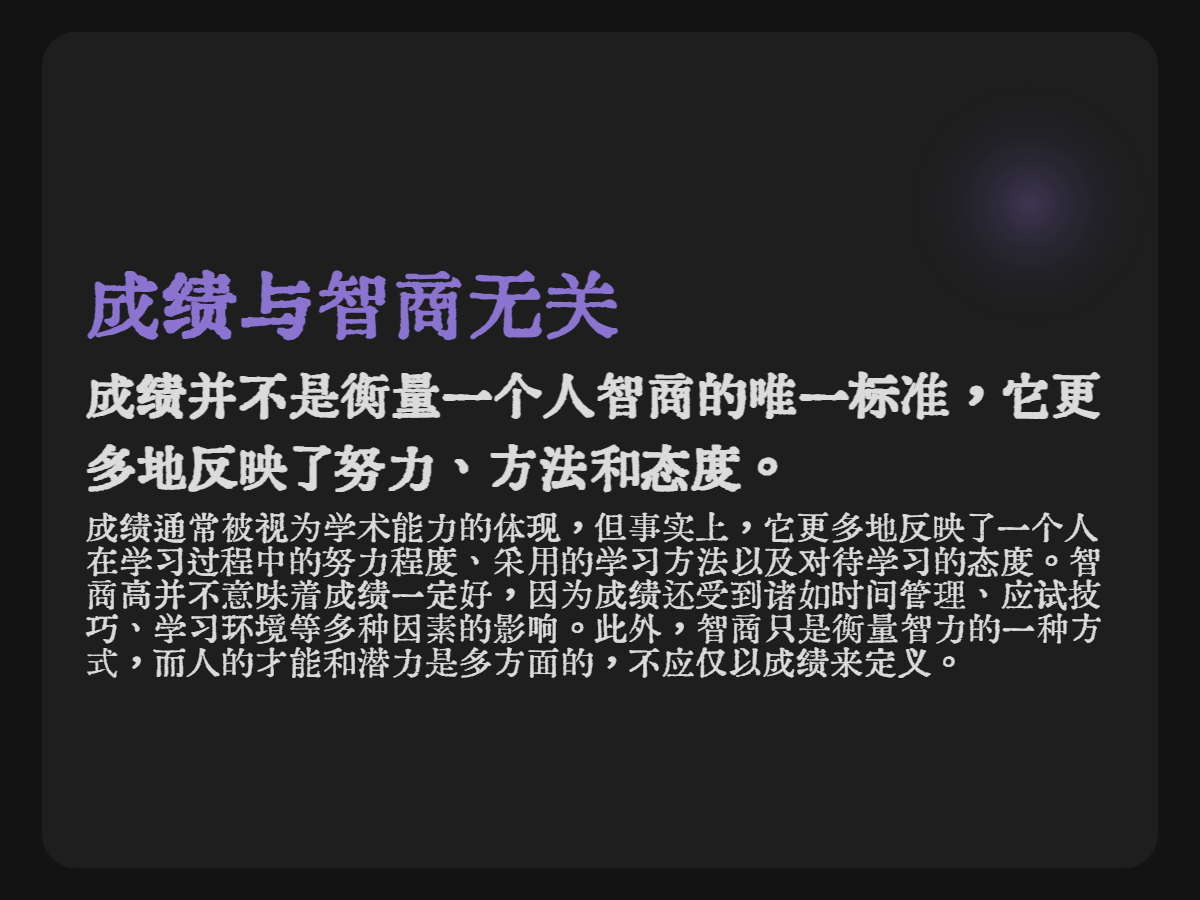 成绩与智商无关
成绩并不是衡量一个人智商的唯一标准，它更
多地反映了努力、方法和态度。
成绩通常被视为学术能力的体现，但事实上，它更多地反映了一个人
在学习过程中的努力程度、采用的学习方法以及对待学习的态度。智
商高并不意味着成绩一定好，因为成绩还受到诸如时间管理、应试技
巧、学习环境等多种因素的影响。此外，智商只是衡量智力的一种方
式，而人的才能和潜力是多方面的，不应仅以成绩来定义。